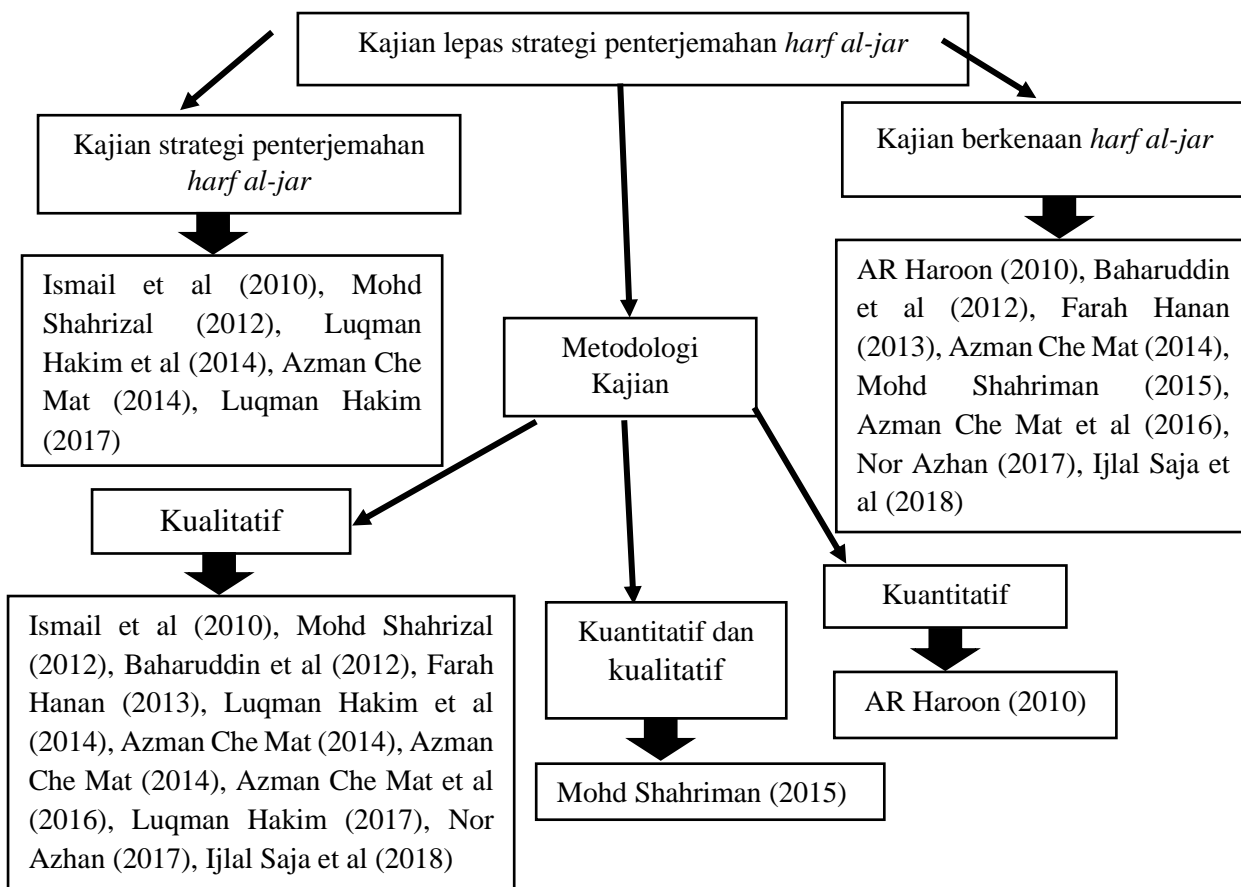 Kajian lepas strategi penterjemahan harf al-jar
Kajian strategi penterjemahan
harf al-jar
Ismail et al (2010), Mohd
Shahrizal (2012), Luqman
Hakim et al (2014), Azman Che
Mat (2014), Luqman Hakim
(2017)
Kajian berkenaan harf al-jar
AR Haroon (2010), Baharuddin
et al (2012), Farah Hanan
(2013), Azman Che Mat (2014),
Mohd Shahriman (2015),
Azman Che Mat et al (2016),
Nor Azhan (2017), Ijlal Saja et
al (2018)
Metodologi
Kajian
Kualitatif
Ismail et al (2010), Mohd Shahrizal
(2012), Baharuddin et al (2012), Farah
Hanan (2013), Luqman Hakim et al
(2014), Azman Che Mat (2014), Azman
Che Mat (2014), Azman Che Mat et al
(2016), Luqman Hakim (2017), Nor
Azhan (2017), Ijlal Saja et al (2018)
Kuantitatif dan
kualitatif
Mohd Shahriman (2015)
Kuantitatif
AR Haroon (2010)